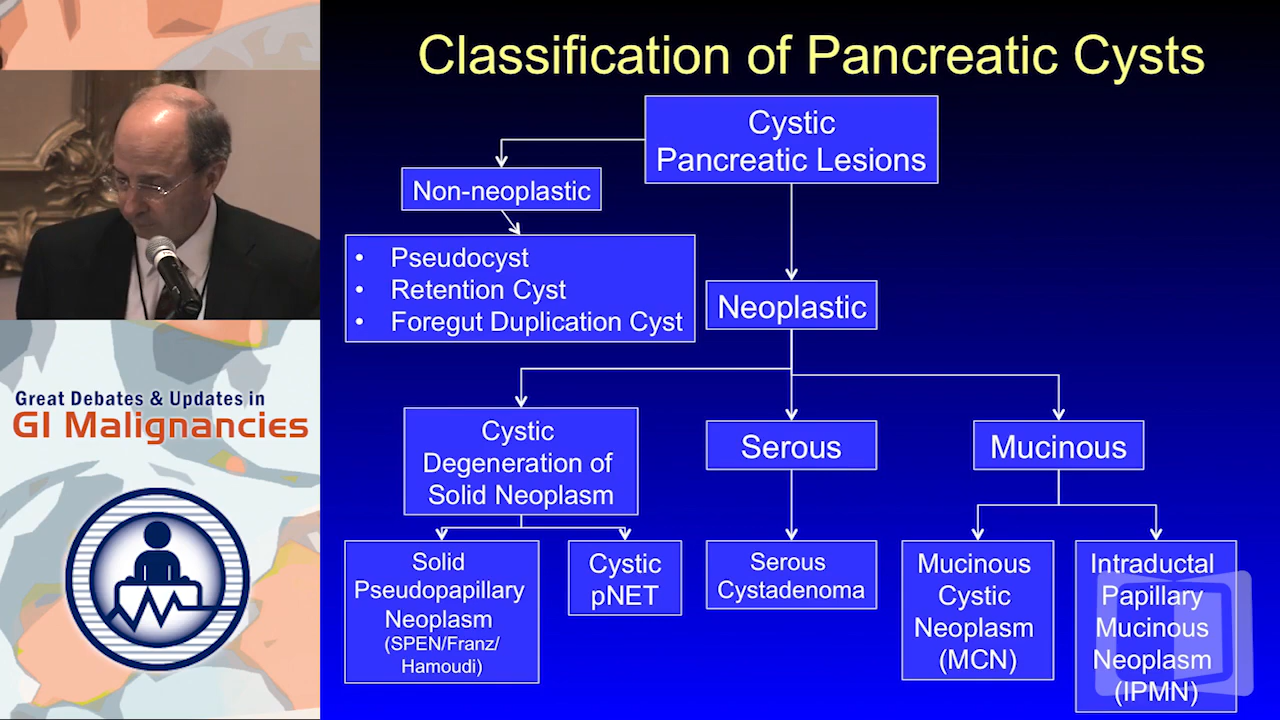 Classification of Pancreatic Cysts
Cystic
Pancreatic Lesions
Non-neoplastic
• Pseudocyst
• Retention Cyst
• Foregut Duplication Cyst
Neoplastic
Cystic
Degeneration of
Solid Neoplasm
Serous
Mucinous
Solid
Pseudopapillary
Neoplasm
(SPEN/Franz/
Hamoudi)
Cystic
pNET
Serous
Cystadenoma
Mucinous
Cystic
Neoplasm
(MCN)
Intraductal
Papillary
Mucinous
Neoplasm
(IPMN)
Great Debates & Updates in
GI Malignancies